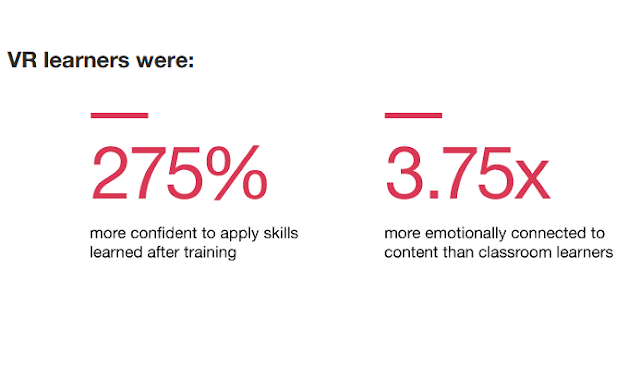 VR learners were:
275%
more confident to apply skills
learned after training
3.75x
more emotionally connected to
content than classroom learners